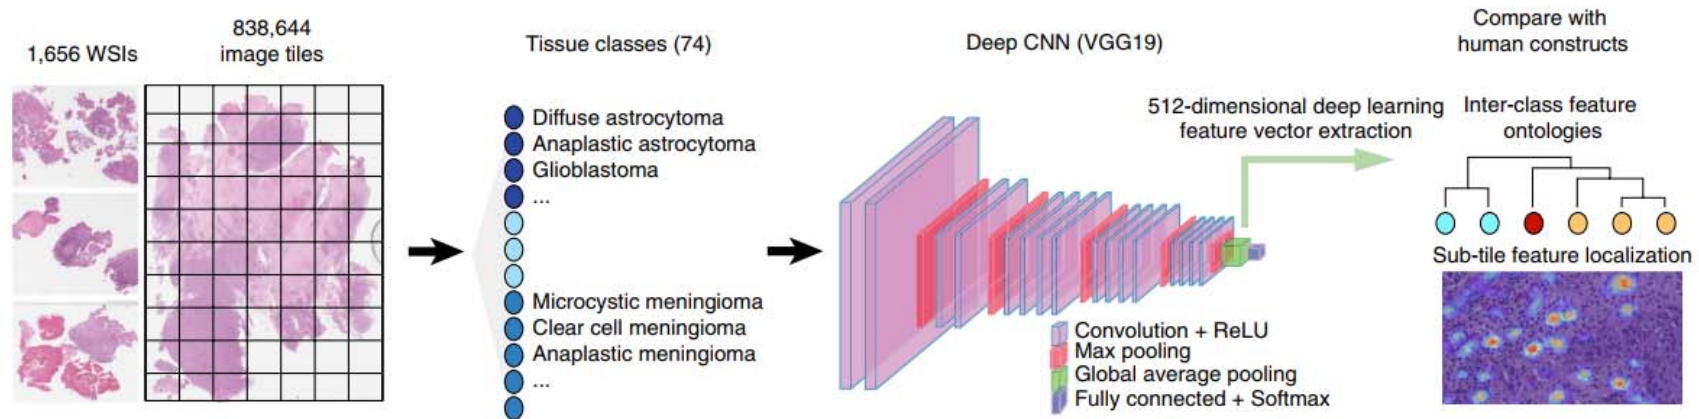 1,656 WSIs
838,644
image tiles
Tissue classes (74)
Diffuse astrocytoma
Anaplastic astrocytoma
Glioblastoma
...
Microcystic meningioma
Clear cell meningioma
Anaplastic meningioma
...
Deep CNN (VGG19)
Convolution + ReLU
Max pooling
Global average pooling
Fully connected + Softmax
512-dimensional deep learning
feature vector extraction
Compare with
human constructs
Inter-class feature
ontologies
Sub-tile feature localization